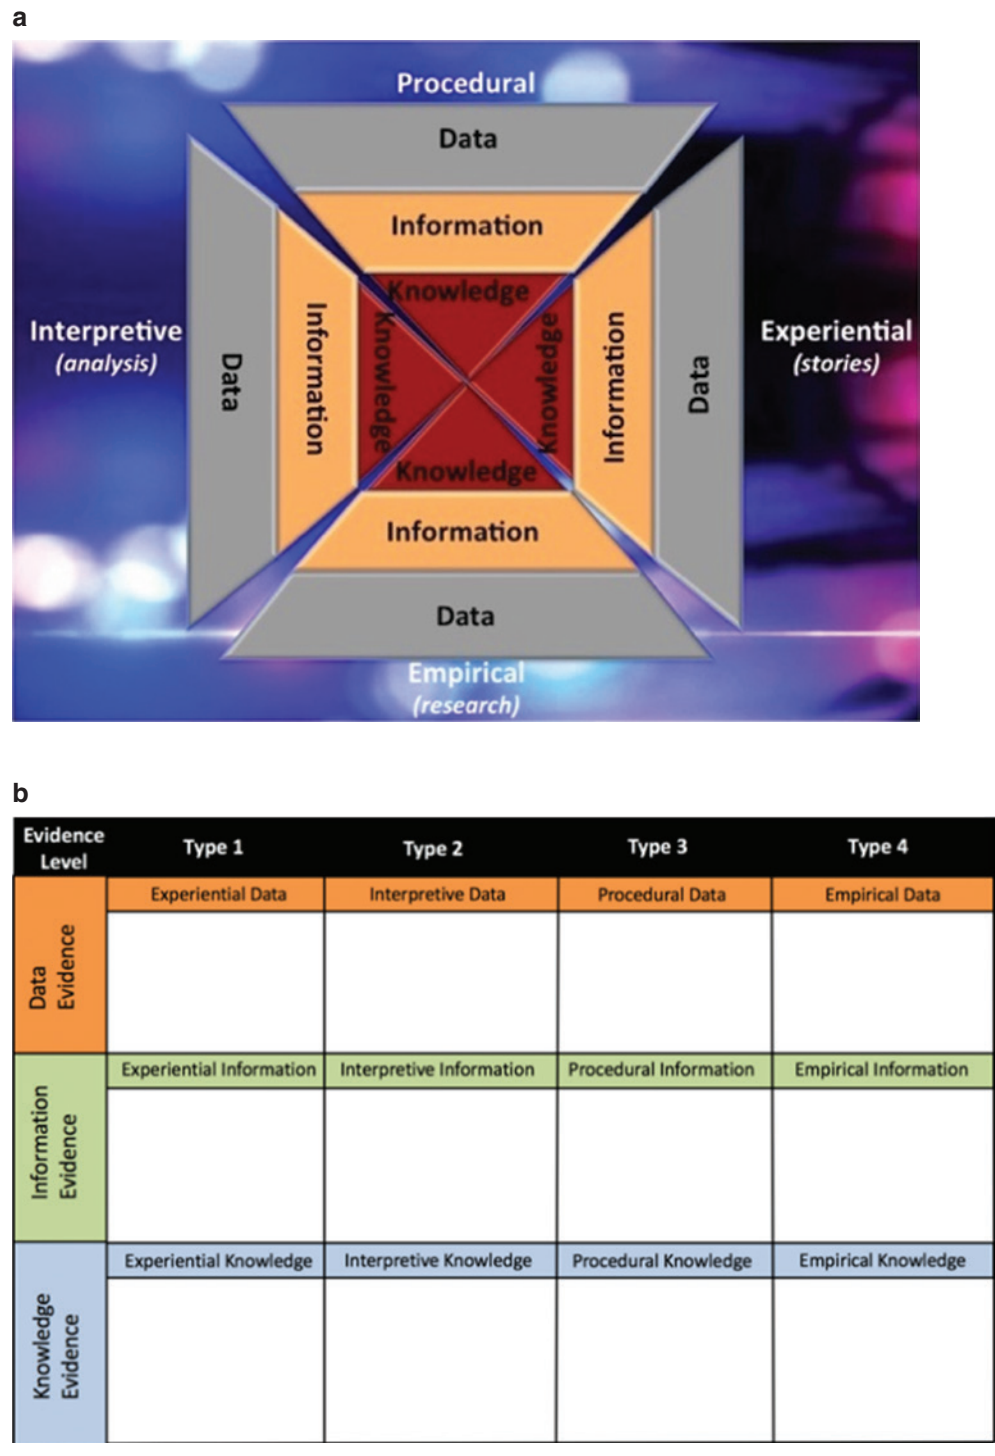 a
Procedural
Data
Information
Knowledge
Interpretive
(analysis)
Data
Information
Knowledge
Knowledge
Information
Data
Experiential
(stories)
Knowledge
Information
Data
Empirical
(research)
b
Evidence Level
Type 1
Type 2
Type 3
Type 4
Data Evidence
Experiential Data
Interpretive Data
Procedural Data
Empirical Data
Information Evidence
Experiential Information
Interpretive Information
Procedural Information
Empirical Information
Knowledge Evidence
Experiential Knowledge
Interpretive Knowledge
Procedural Knowledge
Empirical Knowledge